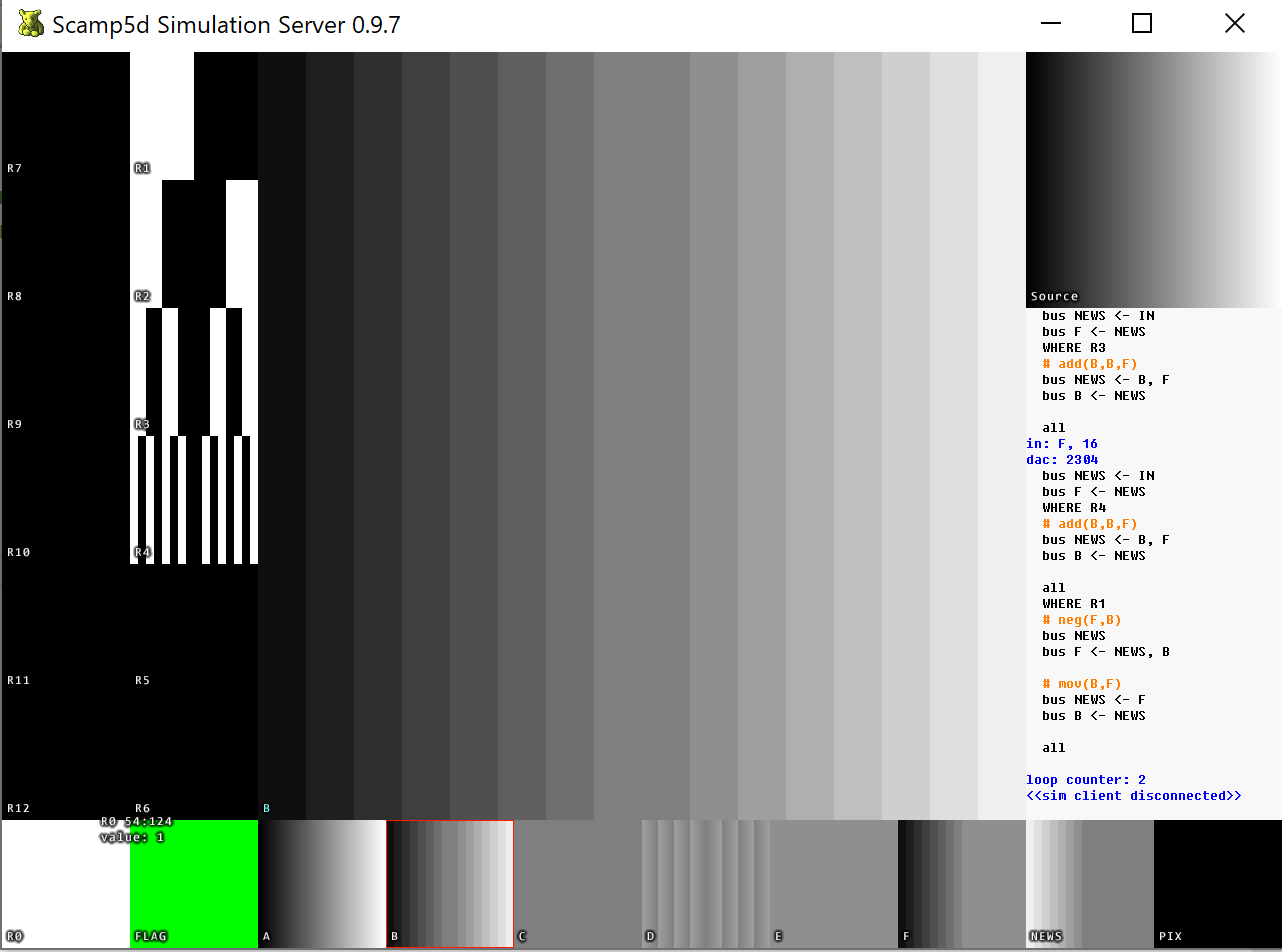 Scamp5d Simulation Server 0.9.7
R7
R1
R8
R2
R9
R3
R10
R4
R11
R5
R12
R6
B
Source
bus NEWS <- IN
bus F <- NEWS
WHERE R3
# add(B,B,F)
bus NEWS <- B, F
bus B <- NEWS
all
in: F, 16
dac: 2304
bus NEWS <- IN
bus F <- NEWS
WHERE R4
# add(B,B,F)
bus NEWS <- B, F
bus B <- NEWS
all
WHERE R1
# neg(F,B)
bus NEWS
bus F <- NEWS, B
# mov(B,F)
bus NEWS <- F
bus B <- NEWS
all
loop counter: 2
<<sim client disconnected>>
R0 54:124
value: 1
R0
FLAG
A
B
C
D
E
F
NEWS
PIX